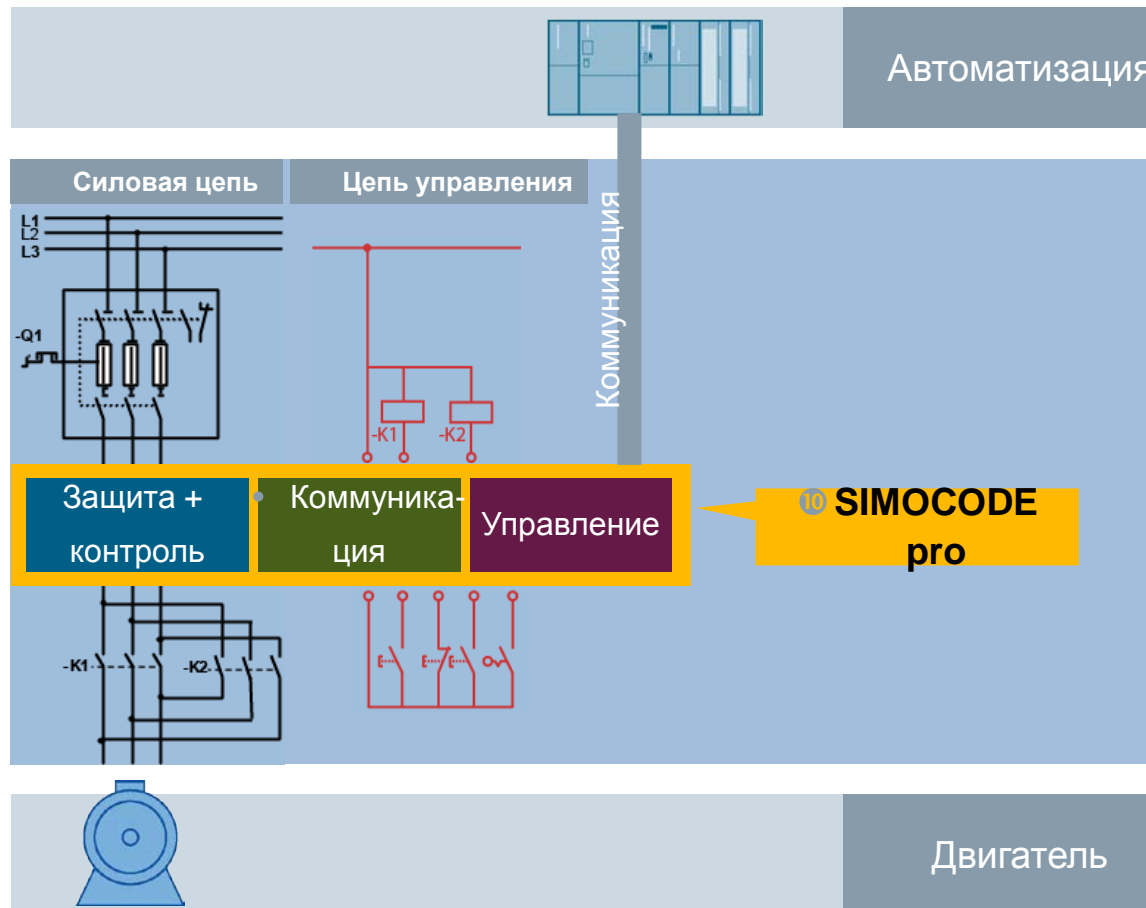 Автоматизация
Силовая цепь
Цепь управления
Коммуникация
L1
L2
L3
-Q1
-K1
-K2
Защита +
контроль
Коммуника-
ция
Управление
❿ SIMOCODE
pro
-K1
-K2
Двигатель